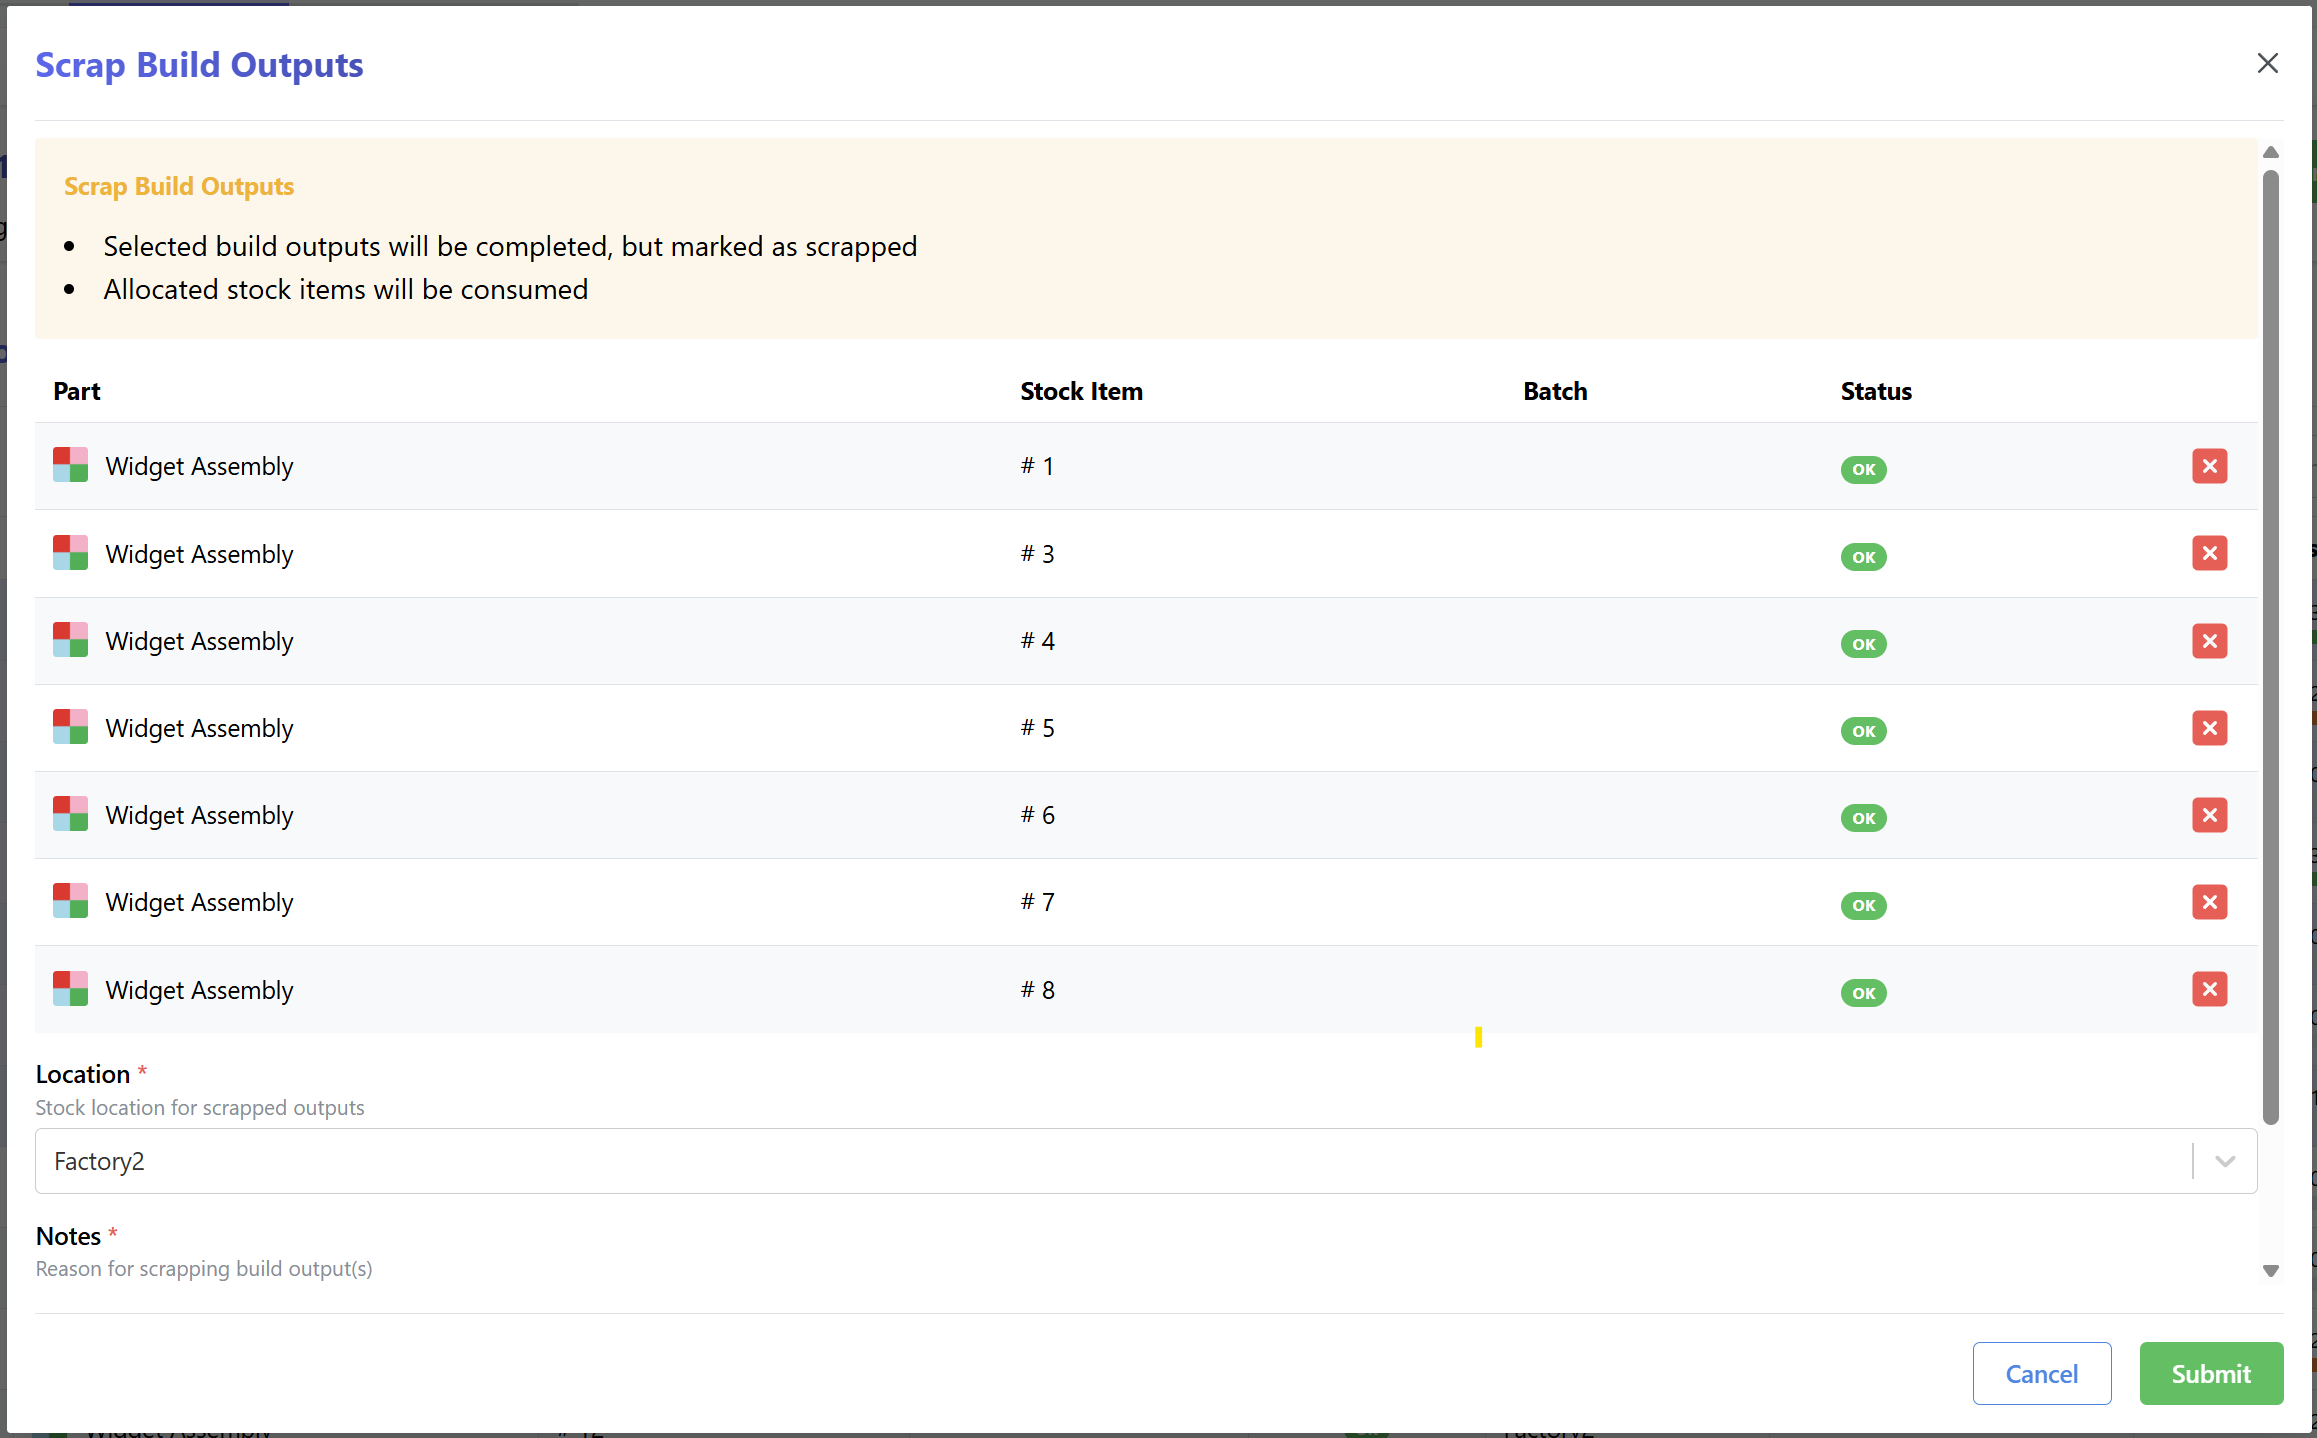 Scrap Build Outputs
Scrap Build Outputs
• Selected build outputs will be completed, but marked as scrapped
• Allocated stock items will be consumed
Part Stock Item Batch Status
Widget Assembly # 1 OK
Widget Assembly # 3 OK
Widget Assembly # 4 OK
Widget Assembly # 5 OK
Widget Assembly # 6 OK
Widget Assembly # 7 OK
Widget Assembly # 8 OK
Location *
Stock location for scrapped outputs
Factory2
Notes *
Reason for scrapping build output(s)
Cancel Submit